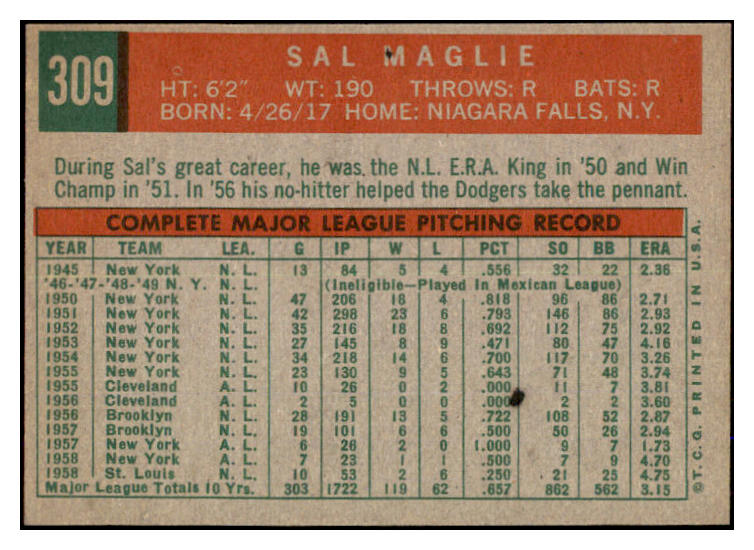 309
SAL MAGLIE
HT: 6'2" WT: 190 THROWS: R BATS: R
BORN: 4/26/17 HOME: NIAGARA FALLS, N.Y.
During Sal's great career, he was the N.L. E.R.A. King in '50 and Win
Champ in '51. In '56 his no-hitter helped the Dodgers take the pennant.
COMPLETE MAJOR LEAGUE PITCHING RECORD
YEAR TEAM LEA. G IP W L PCT SO BB ERA
1945 New York N. L. 13 84 5 4 .556 32 22 2.36
'46-'47-'48-'49 N. Y. N. L. (Ineligible—Played In Mexican League)
1950 New York N. L. 47 206 18 4 .818 96 86 2.71
1951 New York N. L. 42 298 23 6 .793 146 86 2.93
1952 New York N. L. 35 216 18 8 .692 112 75 2.92
1953 New York N. L. 27 145 8 9 .471 80 47 4.16
1954 New York N. L. 34 218 14 6 .700 117 70 3.26
1955 New York N. L. 23 130 9 5 .643 71 48 3.74
1955 Cleveland A. L. 10 26 0 2 .000 11 7 3.81
1956 Cleveland A. L. 2 5 0 0 .000 2 2 3.60
1956 Brooklyn N. L. 28 191 13 5 .722 108 52 2.87
1957 Brooklyn N. L. 19 101 6 6 .500 50 26 2.94
1957 New York A. L. 6 26 2 0 1.000 9 7 1.73
1958 New York A. L. 7 23 1 1 .500 7 9 4.70
1958 St. Louis N. L. 10 53 2 6 .250 21 25 4.75
Major League Totals 10 Yrs. 303 1722 119 62 .657 862 562 3.15
©T.C.G. PRINTED IN U.S.A.